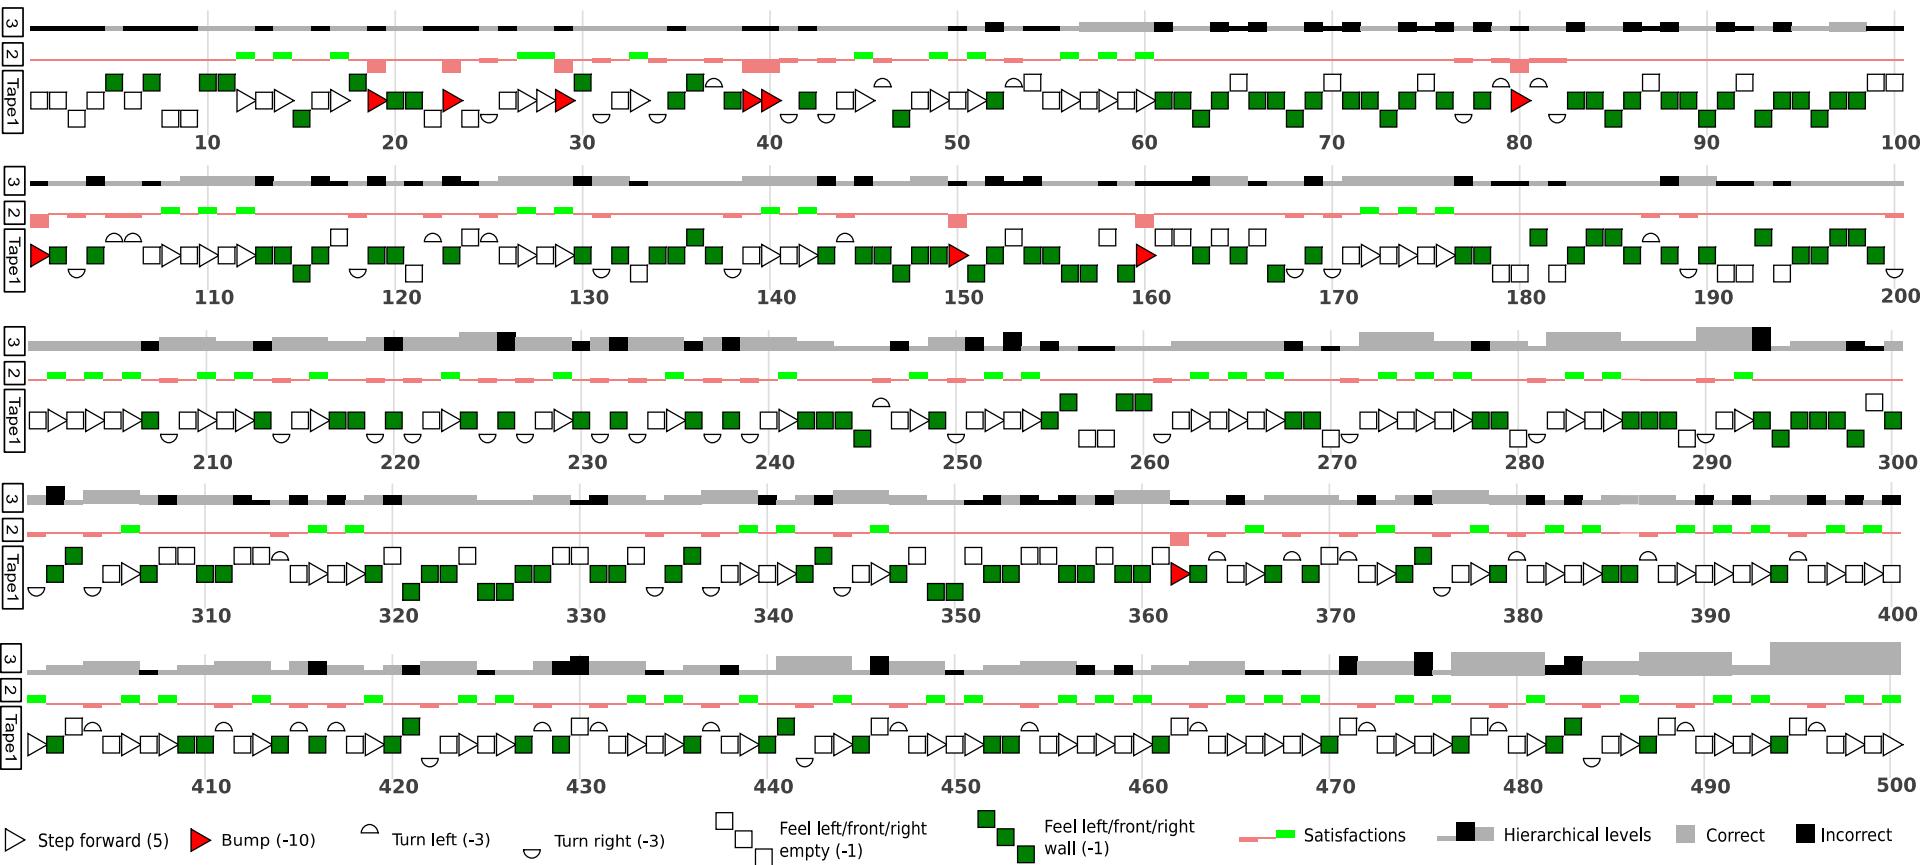 3
2
Tape1
10 20 30 40 50 60 70 80 90 100
3
2
Tape1
110 120 130 140 150 160 170 180 190 200
3
2
Tape1
210 220 230 240 250 260 270 280 290 300
3
2
Tape1
310 320 330 340 350 360 370 380 390 400
3
2
Tape1
410 420 430 440 450 460 470 480 490 500
Step forward (5) Bump (-10) Turn left (-3) Turn right (-3) Feel left/front/right Feel left/front/right Satisfactions Hierarchical levels Correct Incorrect
empty (-1) wall (-1)